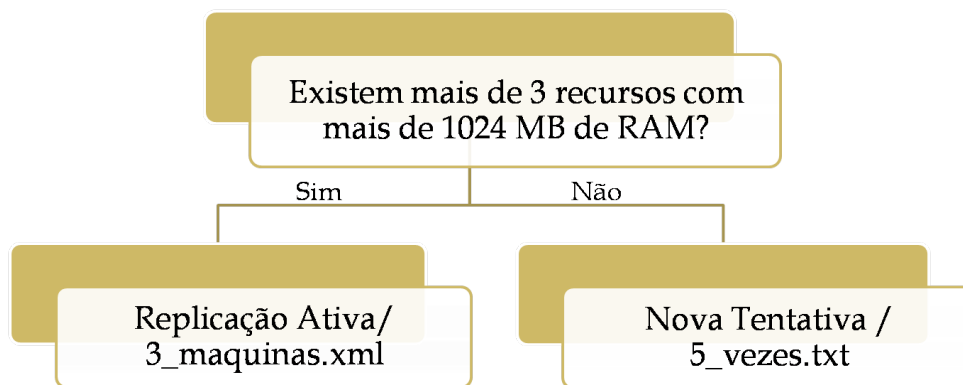 Existem mais de 3 recursos com
mais de 1024 MB de RAM?
Sim
Não
Replicação Ativa/
3_maquinas.xml
Nova Tentativa /
5_vezes.txt